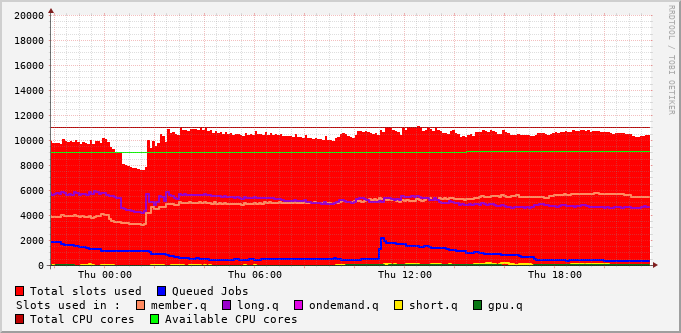 20000
18000
16000
14000
12000
10000
8000
6000
4000
2000
0
Thu 00:00 Thu 06:00 Thu 12:00 Thu 18:00
Total slots used Queued Jobs
Slots used in : member.q long.q ondemand.q short.q gpu.q
Total CPU cores Available CPU cores
RRDTOOL / TOBI OETIKER